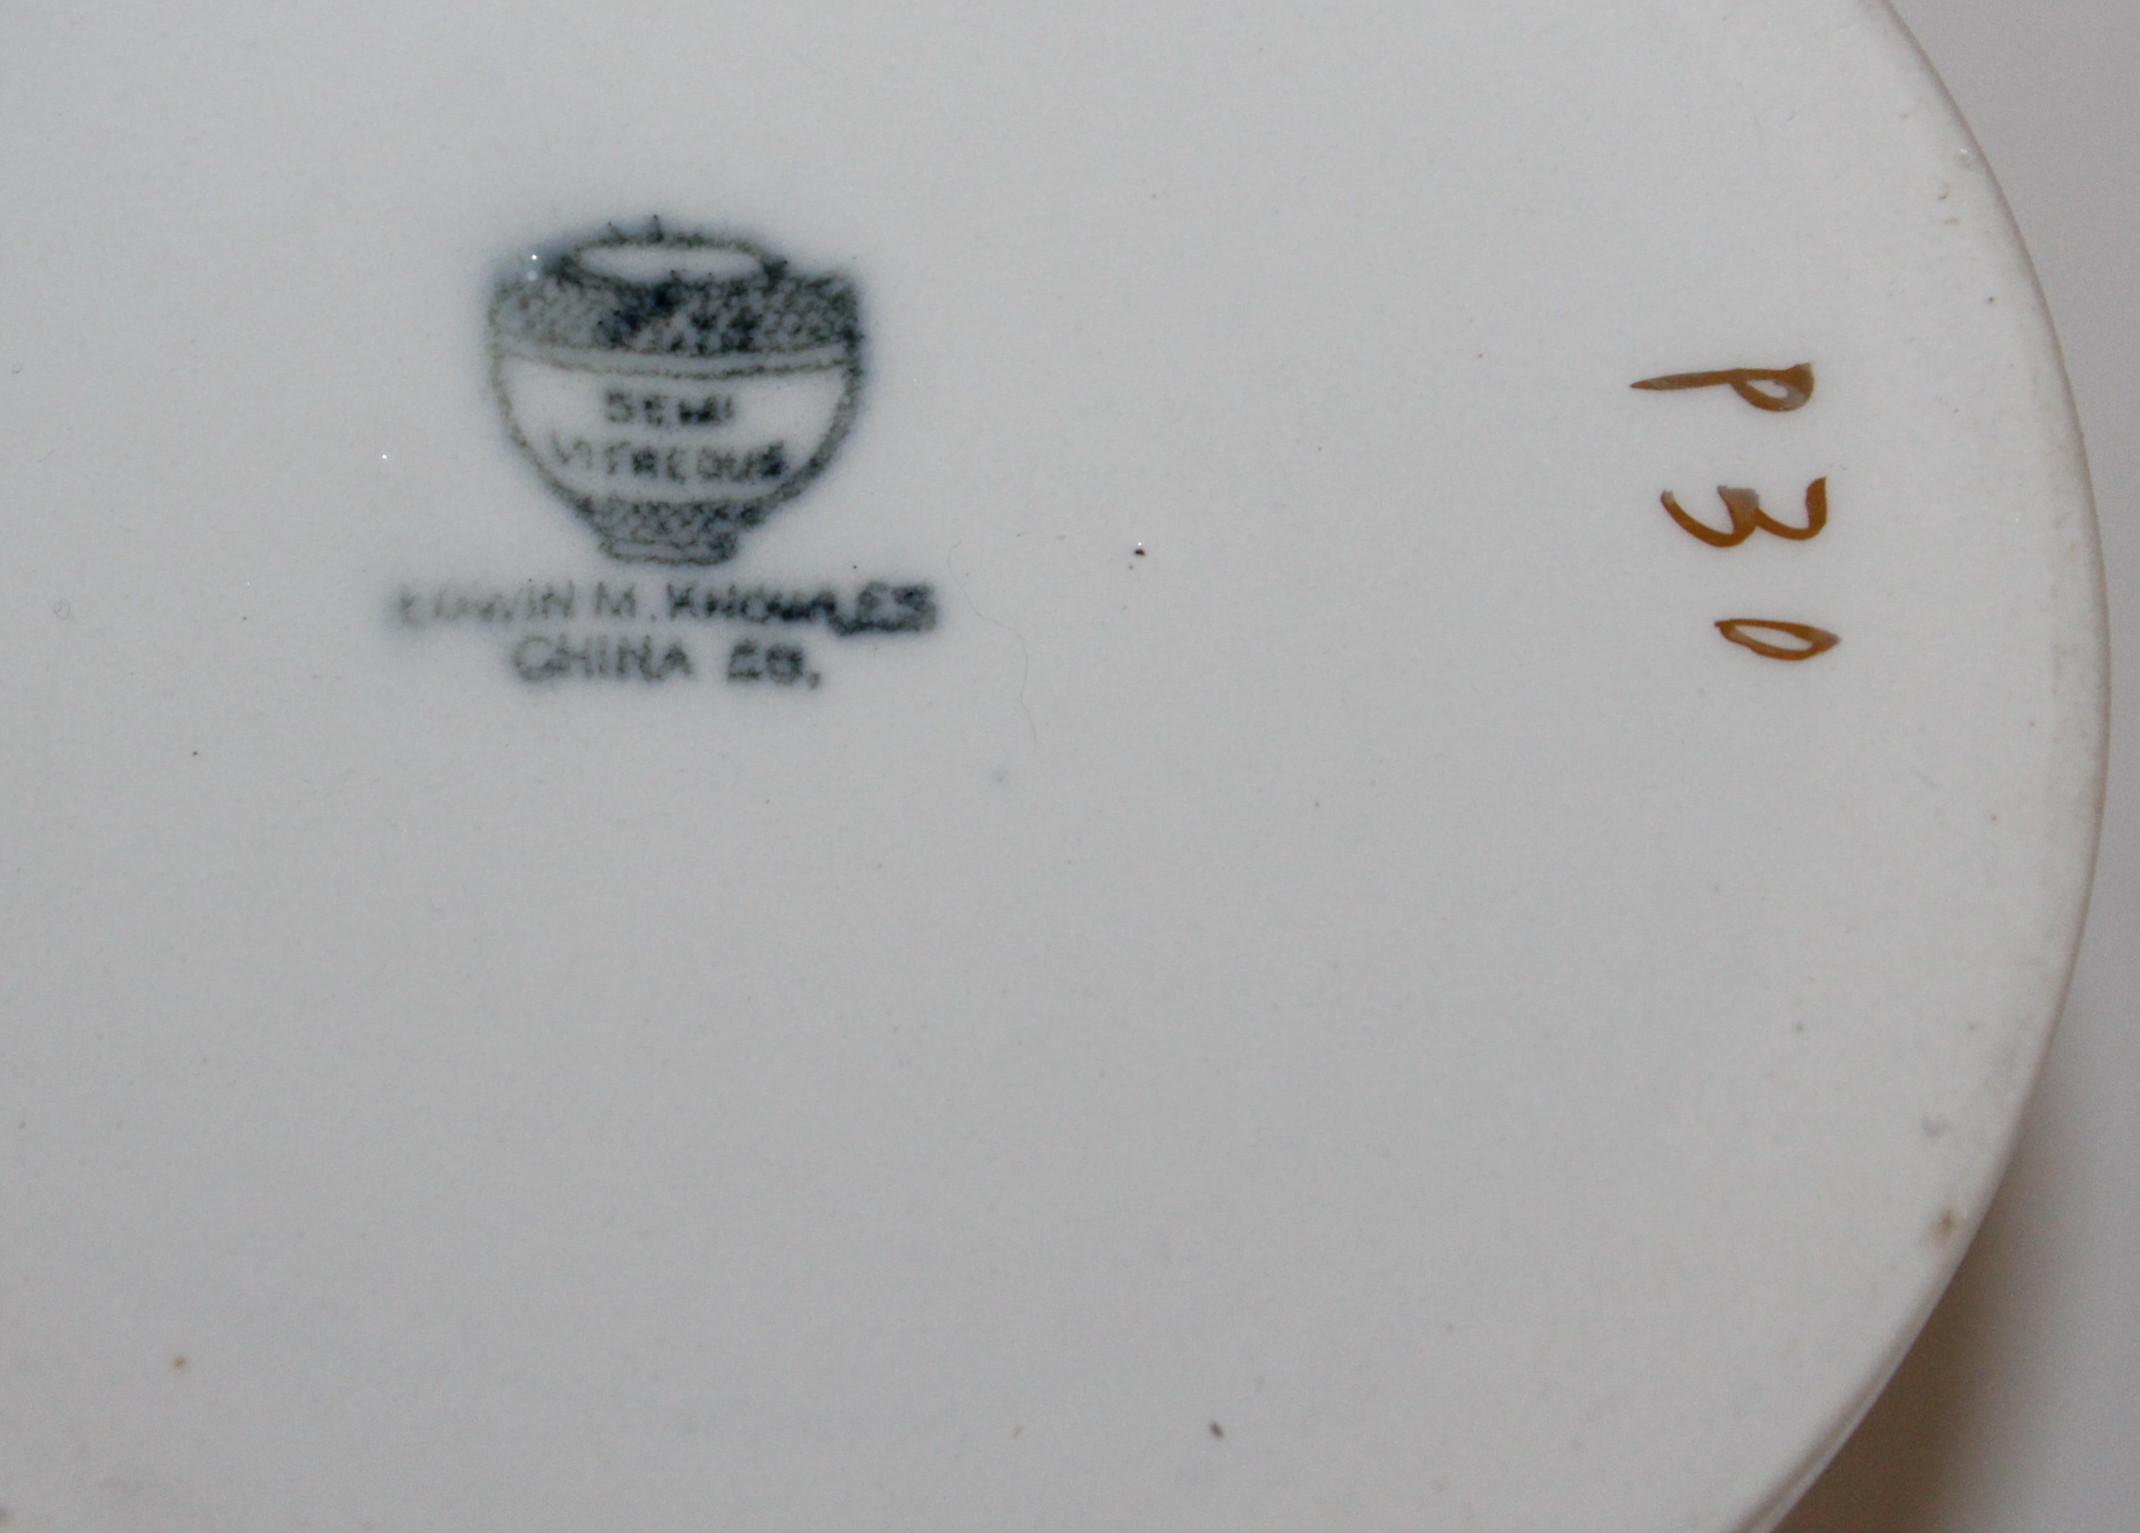 SEMI
VITREOUS
EDWIN M. KNOWLES
CHINA CO.
P30